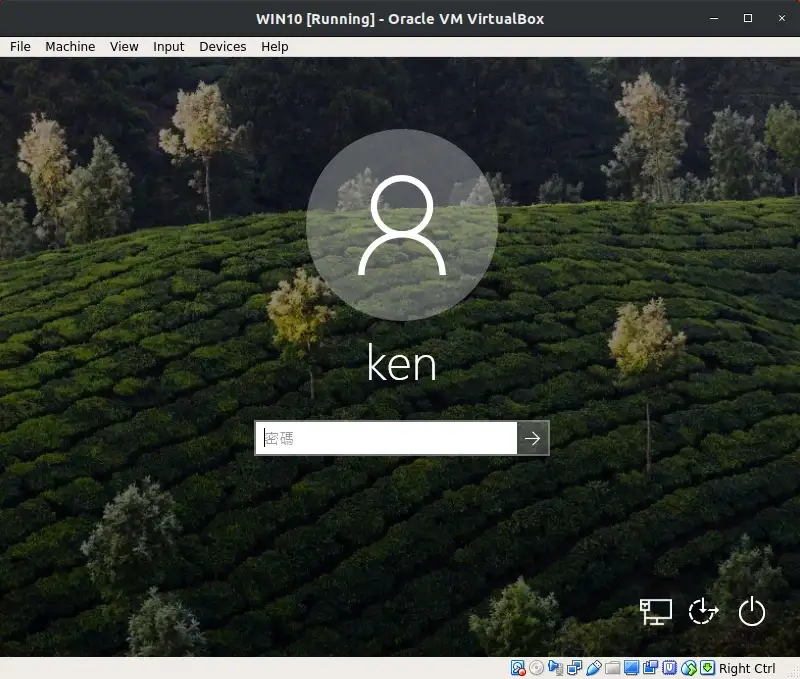 WIN10 [Running] - Oracle VM VirtualBox
File Machine View Input Devices Help
ken
密碼
Right Ctrl